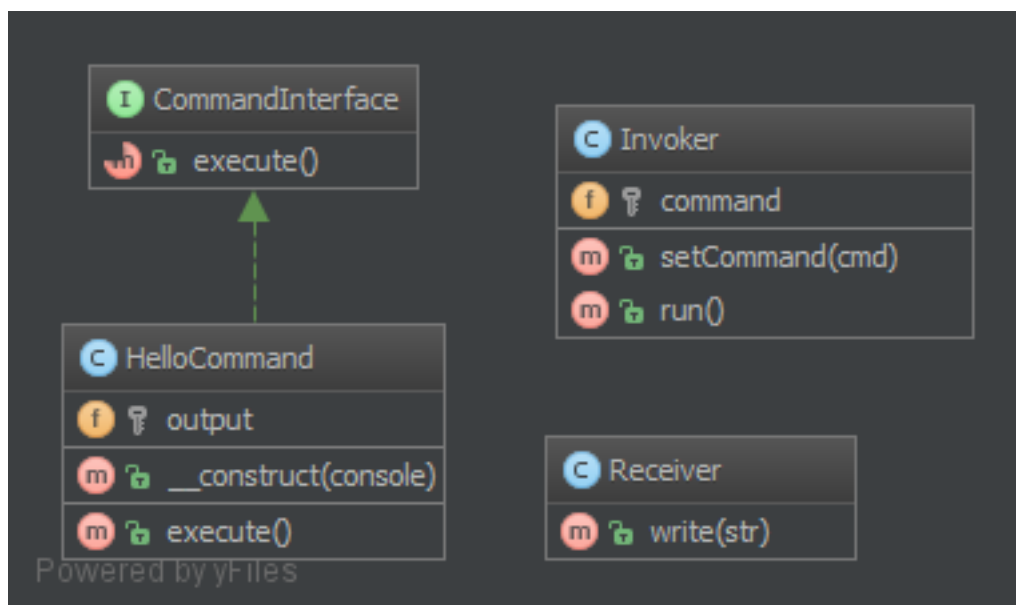 I CommandInterface
m execute()
C HelloCommand
f output
m __construct(console)
m execute()
C Invoker
f command
m setCommand(cmd)
m run()
C Receiver
m write(str)
Powered by yFiles